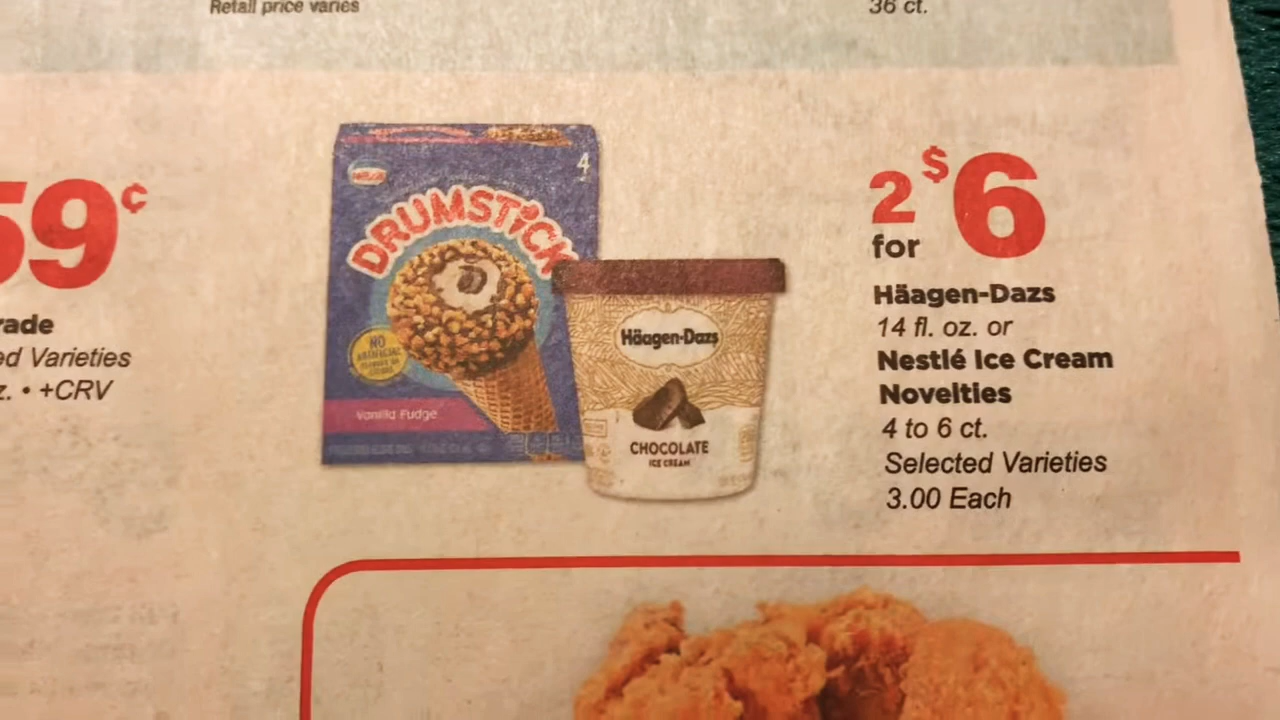 Retail price varies
36 ct.
59¢
rade
ed Varieties
z. • +CRV
4
Nestlé
DRUMSTICK
NO
ARTIFICIAL
Vanilla Fudge
Häagen-Dazs
CHOCOLATE
ICE CREAM
2 for $6
Häagen-Dazs
14 fl. oz. or
Nestlé Ice Cream
Novelties
4 to 6 ct.
Selected Varieties
3.00 Each